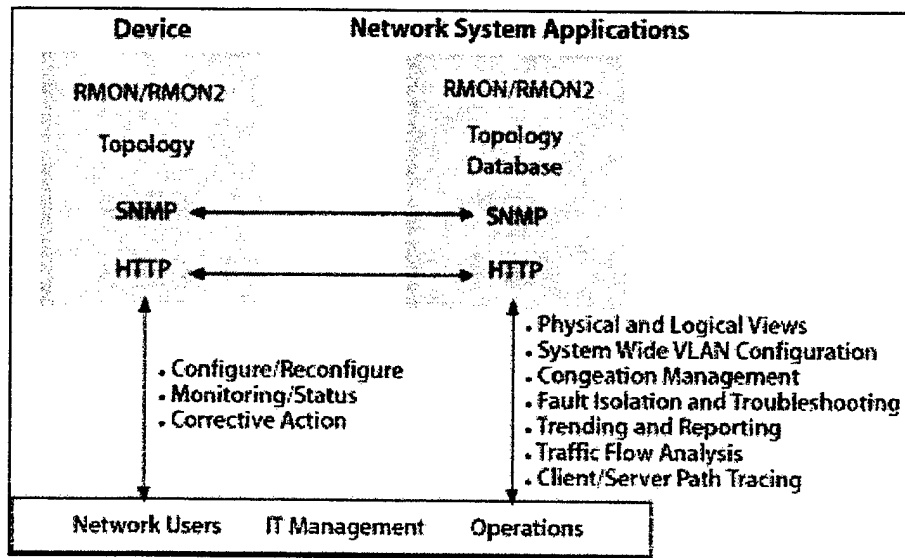 Device
Network System Applications
RMON/RMON2
Topology
SNMP
HTTP
RMON/RMON2
Topology
Database
SNMP
HTTP
• Configure/Reconfigure
• Monitoring/Status
• Corrective Action
• Physical and Logical Views
• System Wide VLAN Configuration
• Congeation Management
• Fault Isolation and Troubleshooting
• Trending and Reporting
• Traffic Flow Analysis
• Client/Server Path Tracing
Network Users
IT Management
Operations